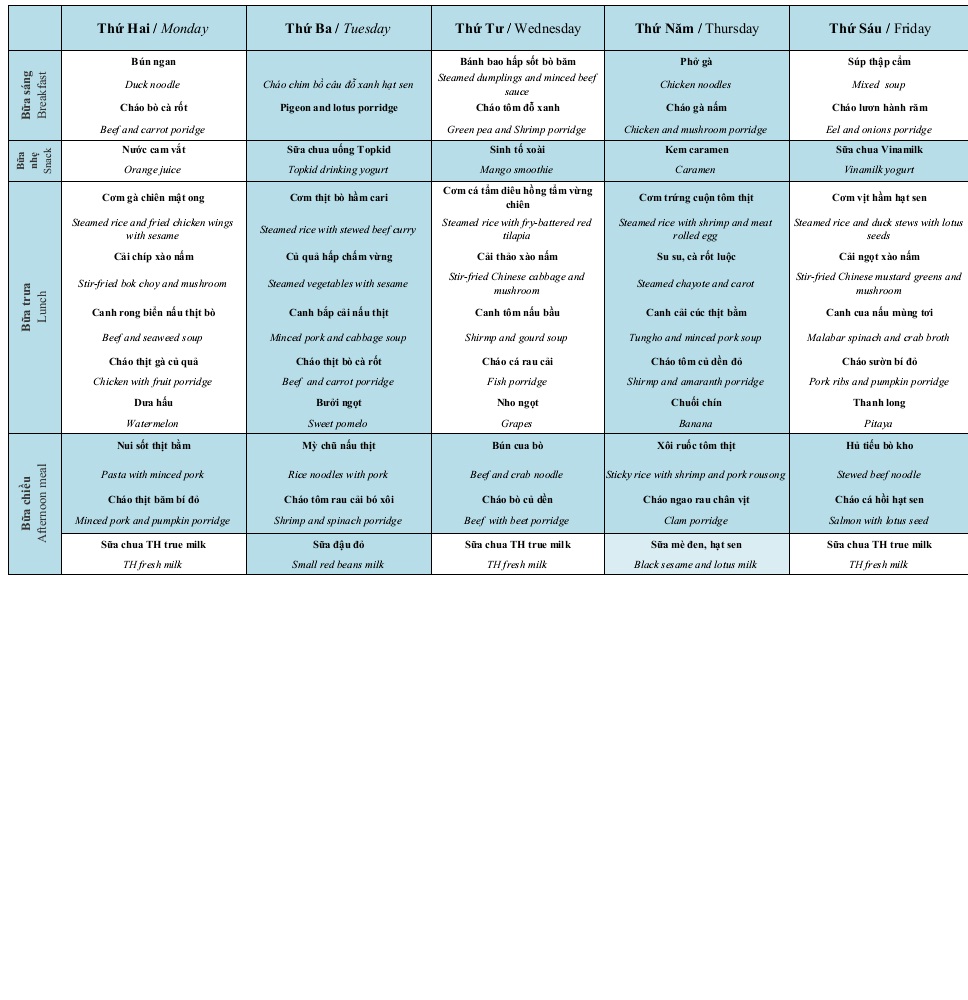 Thứ Hai / Monday
Thứ Ba / Tuesday
Thứ Tư / Wednesday
Thứ Năm / Thursday
Thứ Sáu / Friday
Bữa sáng
Breakfast
Bún ngan
Duck noodle
Cháo bò cà rốt
Beef and carrot poridge
Cháo chim bồ câu đỗ xanh hạt sen
Pigeon and lotus porridge
Bánh bao hấp sốt bò băm
Steamed dumplings and minced beef
sauce
Cháo tôm đỗ xanh
Green pea and Shrimp porridge
Phở gà
Chicken noodles
Cháo gà nấm
Chicken and mushroom porridge
Súp thập cẩm
Mixed soup
Cháo lươn hành răm
Eel and onions porridge
Bữa
nhẹ
Snack
Nước cam vắt
Orange juice
Sữa chua uống Topkid
Topkid drinking yogurt
Sinh tố xoài
Mango smoothie
Kem caramen
Caramen
Sữa chua Vinamilk
Vinamilk yogurt
Bữa trưa
Lunch
Cơm gà chiên mật ong
Steamed rice and fried chicken wings
with sesame
Cải chíp xào nấm
Stir-fried bok choy and mushroom
Canh rong biển nấu thịt bò
Beef and seaweed soup
Cháo thịt gà củ quả
Chicken with fruit porridge
Dưa hấu
Watermelon
Cơm thịt bò hầm cari
Steamed rice with stewed beef curry
Củ quả hấp chấm vừng
Steamed vegetables with sesame
Canh bắp cải nấu thịt
Minced pork and cabbage soup
Cháo thịt bò cà rốt
Beef and carrot porridge
Bưởi ngọt
Sweet pomelo
Cơm cá tẩm diêu hồng tẩm vừng
chiên
Steamed rice with fry-battered red
tilapia
Cải thảo xào nấm
Stir-fried Chinese cabbage and
mushroom
Canh tôm nấu bầu
Shirmp and gourd soup
Cháo cá rau cải
Fish porridge
Nho ngọt
Grapes
Cơm trứng cuộn tôm thịt
Steamed rice with shrimp and meat
rolled egg
Su su, cà rốt luộc
Steamed chayote and carot
Canh cải cúc thịt bằm
Tungho and minced pork soup
Cháo tôm củ dền đỏ
Shirmp and amaranth porridge
Chuối chín
Banana
Cơm vịt hầm hạt sen
Steamed rice and duck stews with lotus
seeds
Cải ngọt xào nấm
Stir-fried Chinese mustard greens and
mushroom
Canh cua nấu mùng tơi
Malabar spinach and crab broth
Cháo sườn bí đỏ
Pork ribs and pumpkin porridge
Thanh long
Pitaya
Bữa chiều
Afternoon meal
Nui sốt thịt bằm
Pasta with minced pork
Cháo thịt băm bí đỏ
Minced pork and pumpkin porridge
Mỳ chũ nấu thịt
Rice noodles with pork
Cháo tôm rau cải bó xôi
Shrimp and spinach porridge
Bún cua bò
Beef and crab noodle
Cháo bò củ dền
Beef with beet porridge
Xôi ruốc tôm thịt
Sticky rice with shrimp and pork rousong
Cháo ngao rau chân vịt
Clam porridge
Hủ tiếu bò kho
Stewed beef noodle
Cháo cá hồi hạt sen
Salmon with lotus seed
Sữa chua TH true milk
TH fresh milk
Sữa đậu đỏ
Small red beans milk
Sữa chua TH true milk
TH fresh milk
Sữa mè đen, hạt sen
Black sesame and lotus milk
Sữa chua TH true milk
TH fresh milk